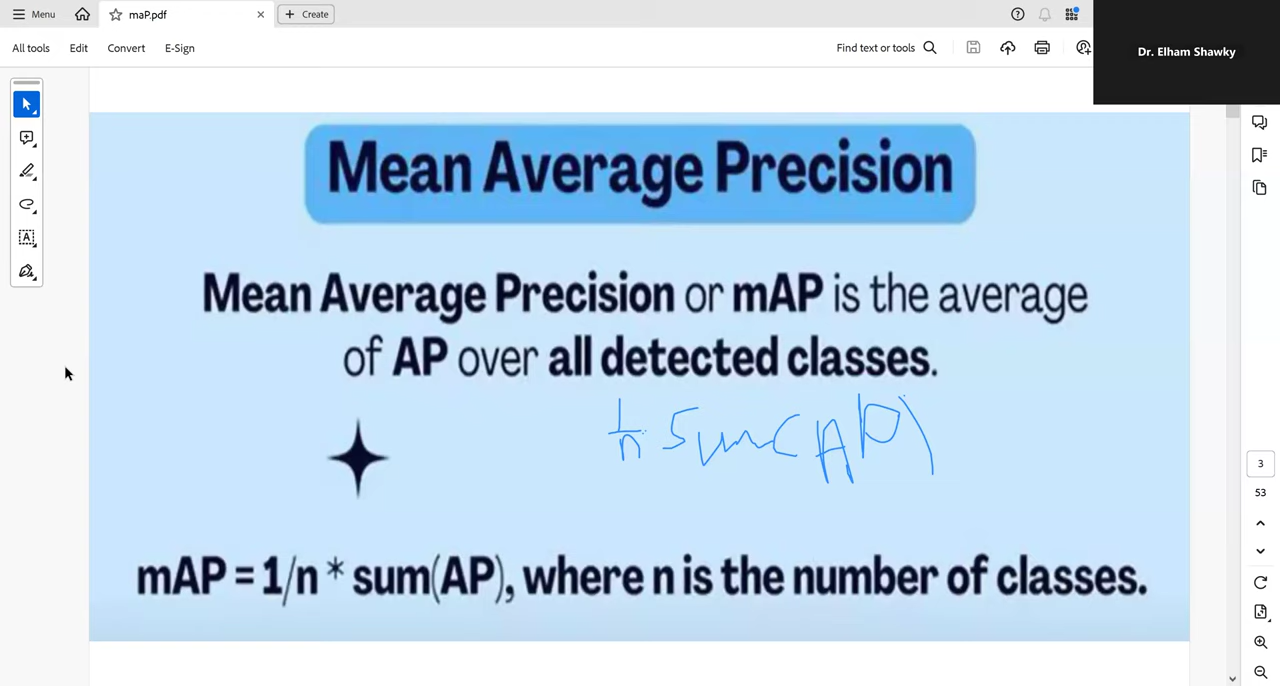 Menu
maP.pdf
Create
All tools
Edit
Convert
E-Sign
Find text or tools
Dr. Elham Shawky
Mean Average Precision
Mean Average Precision or mAP is the average
of AP over all detected classes.
1/n sum(AP)
mAP = 1/n * sum(AP), where n is the number of classes.
3
53